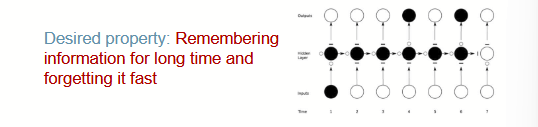 Desired property: Remembering
information for long time and
forgetting it fast
Outputs
Hidden
Layer
Inputs
Time 1 2 3 4 5 6 7